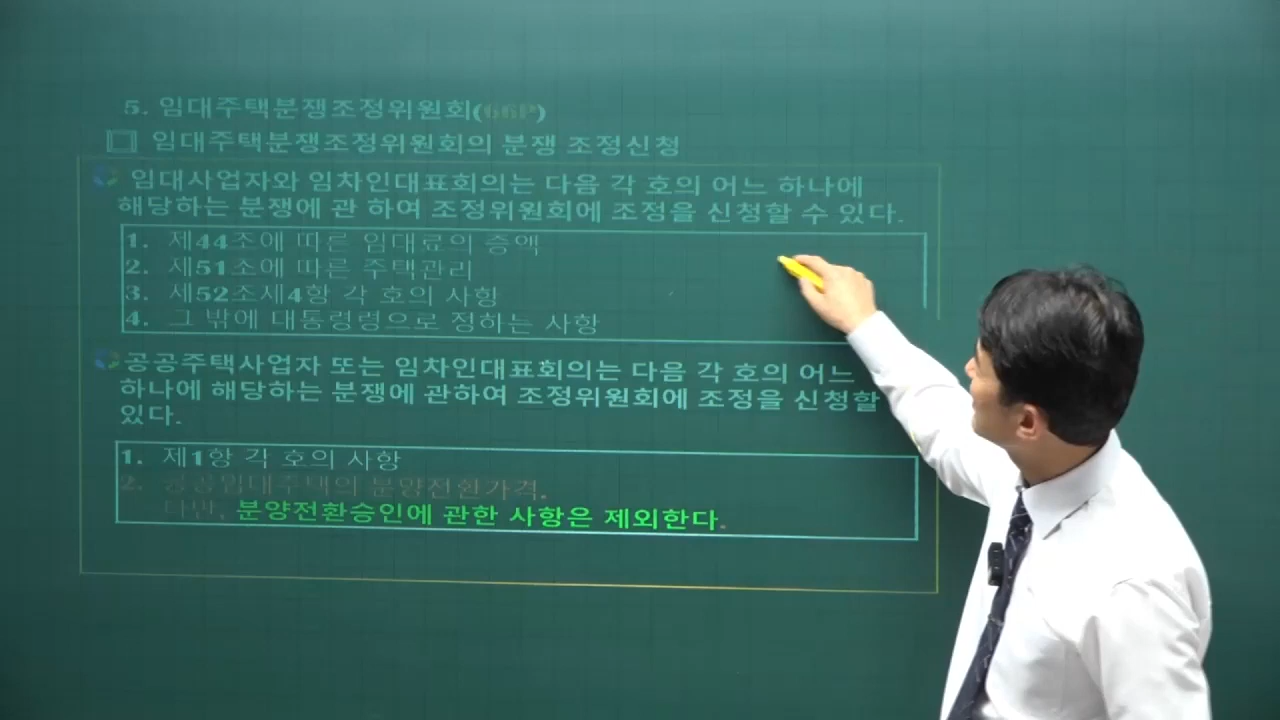 5. 임대주택분쟁조정위원회(66P)
임대주택분쟁조정위원회의 분쟁 조정신청
임대사업자와 임차인대표회의는 다음 각 호의 어느 하나에
해당하는 분쟁에 관 하여 조정위원회에 조정을 신청할 수 있다.
1. 제44조에 따른 임대료의 증액
2. 제51조에 따른 주택관리
3. 제52조제4항 각 호의 사항
4. 그 밖에 대통령령으로 정하는 사항
공공주택사업자 또는 임차인대표회의는 다음 각 호의 어느
하나에 해당하는 분쟁에 관하여 조정위원회에 조정을 신청할
있다.
1. 제1항 각 호의 사항
2. 공공임대주택의 분양전환가격.
다만, 분양전환승인에 관한 사항은 제외한다.